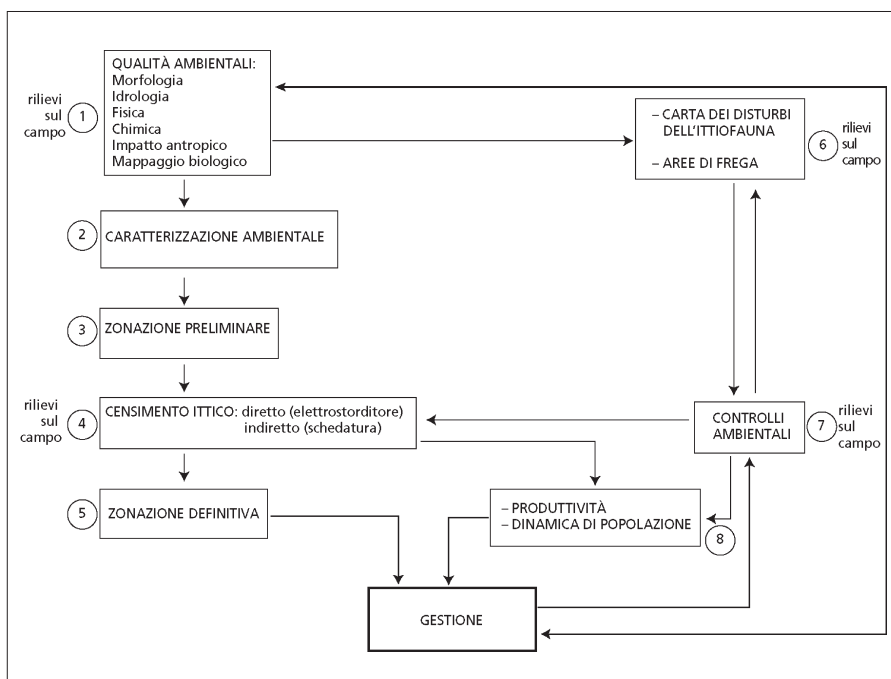 QUALITÀ AMBIENTALI:
Morfologia
Idrologia
Fisica
Chimica
Impatto antropico
Mappaggio biologico
rilievi
sul
campo
1
– CARTA DEI DISTURBI
DELL'ITTIOFAUNA
– AREE DI FREGA
6
rilievi
sul
campo
2
CARATTERIZZAZIONE AMBIENTALE
3
ZONAZIONE PRELIMINARE
rilievi
sul
campo
4
CENSIMENTO ITTICO: diretto (elettrostorditore)
indiretto (schedatura)
CONTROLLI
AMBIENTALI
7
rilievi
sul
campo
5
ZONAZIONE DEFINITIVA
– PRODUTTIVITÀ
– DINAMICA DI POPOLAZIONE
8
GESTIONE